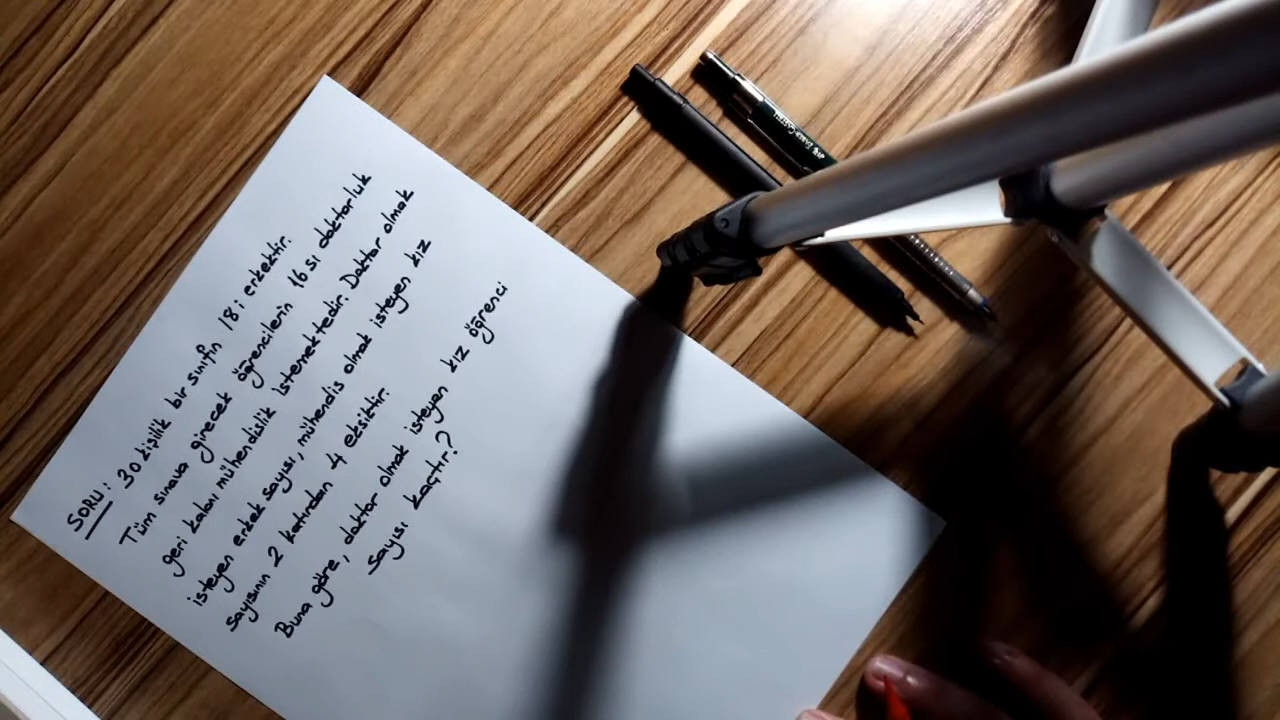 SORU: 30 kişilik bir sınıfın 18'i erkektir.
Tüm sınava girecek öğrencilerin 16 sı doktorluk
geri kalanı mühendislik istemektedir. Doktor olmak
isteyen erkek sayısı, mühendis olmak isteyen kız
sayısının 2 katından 4 eksiktir.
Buna göre, doktor olmak isteyen kız öğrenci
sayısı kaçtır?
FABER-CASTELL